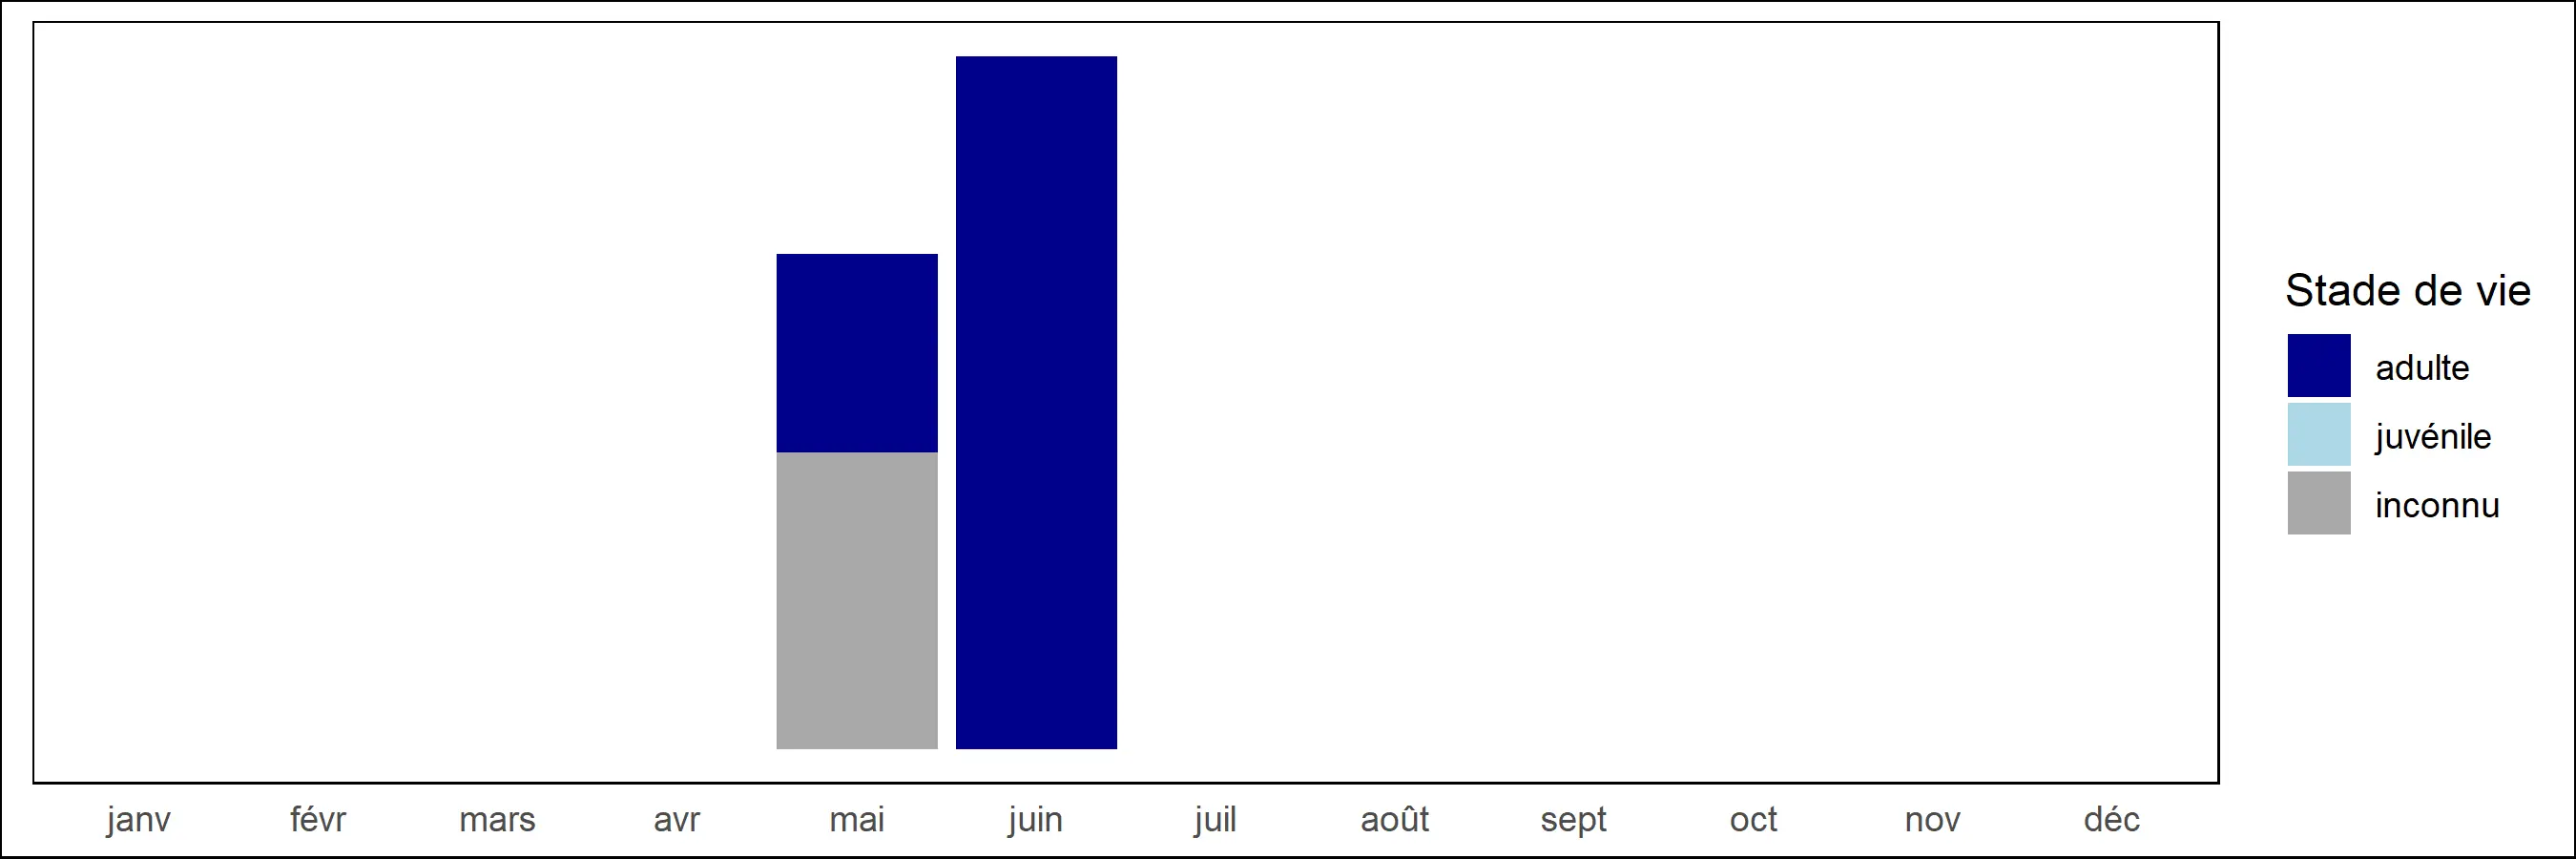 Stade de vie
adulte
juvénile
inconnu
janv févr mars avr mai juin juil août sept oct nov déc